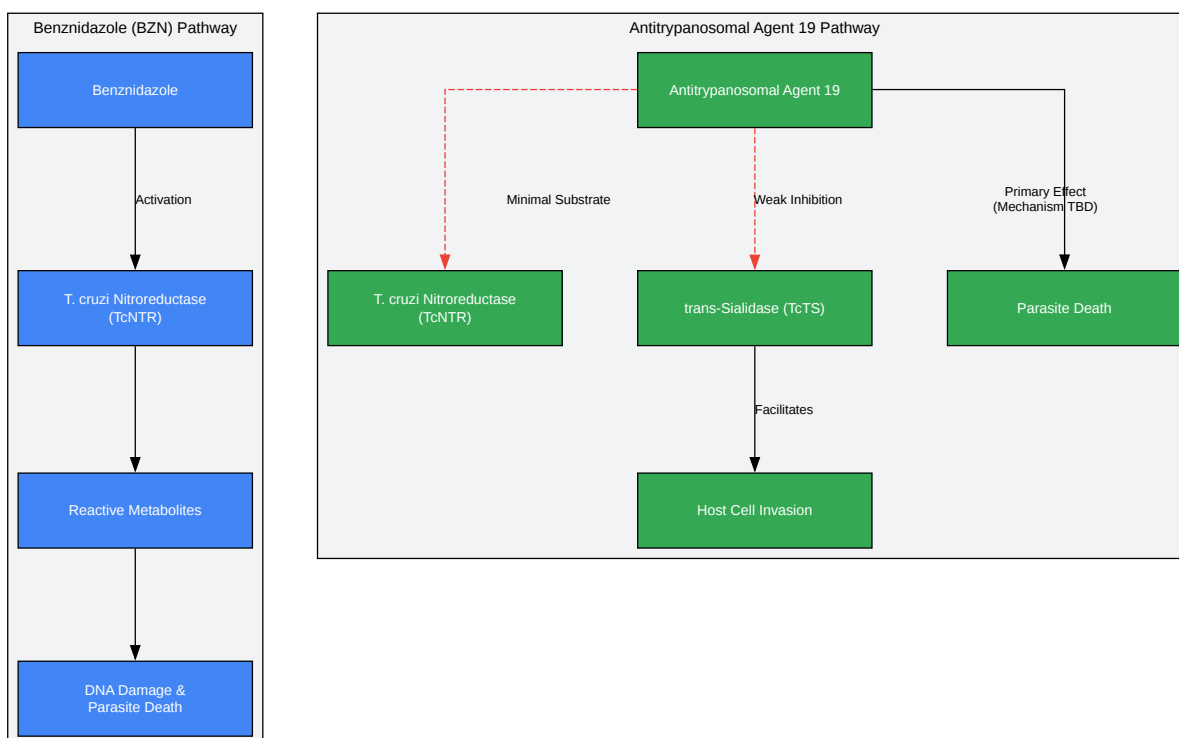 Benznidazole (BZN) Pathway
Benznidazole
Activation
T. cruzi Nitroreductase
(TcNTR)
Reactive Metabolites
DNA Damage &
Parasite Death
Antitrypanosomal Agent 19 Pathway
Antitrypanosomal Agent 19
Minimal Substrate
Weak Inhibition
Primary Effect
(Mechanism TBD)
T. cruzi Nitroreductase
(TcNTR)
trans-Sialidase (TcTS)
Parasite Death
Facilitates
Host Cell Invasion